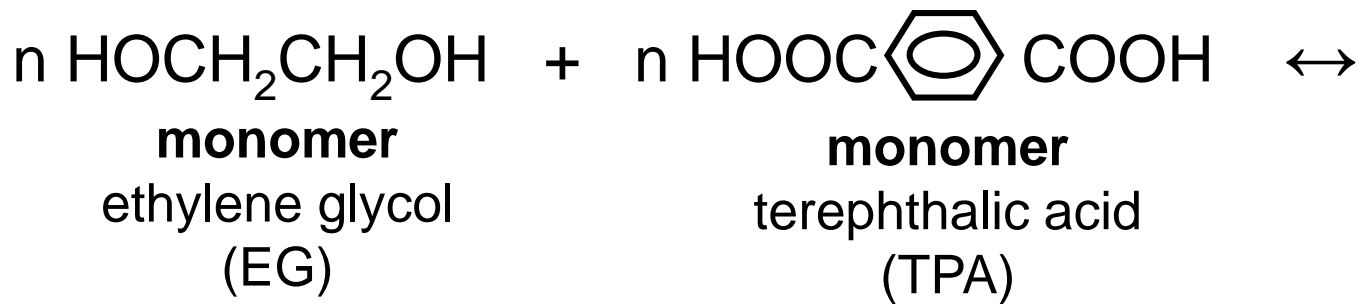 n HOCH₂CH₂OH + n HOOC COOH ↔
monomer monomer
ethylene glycol terephthalic acid
(EG) (TPA)